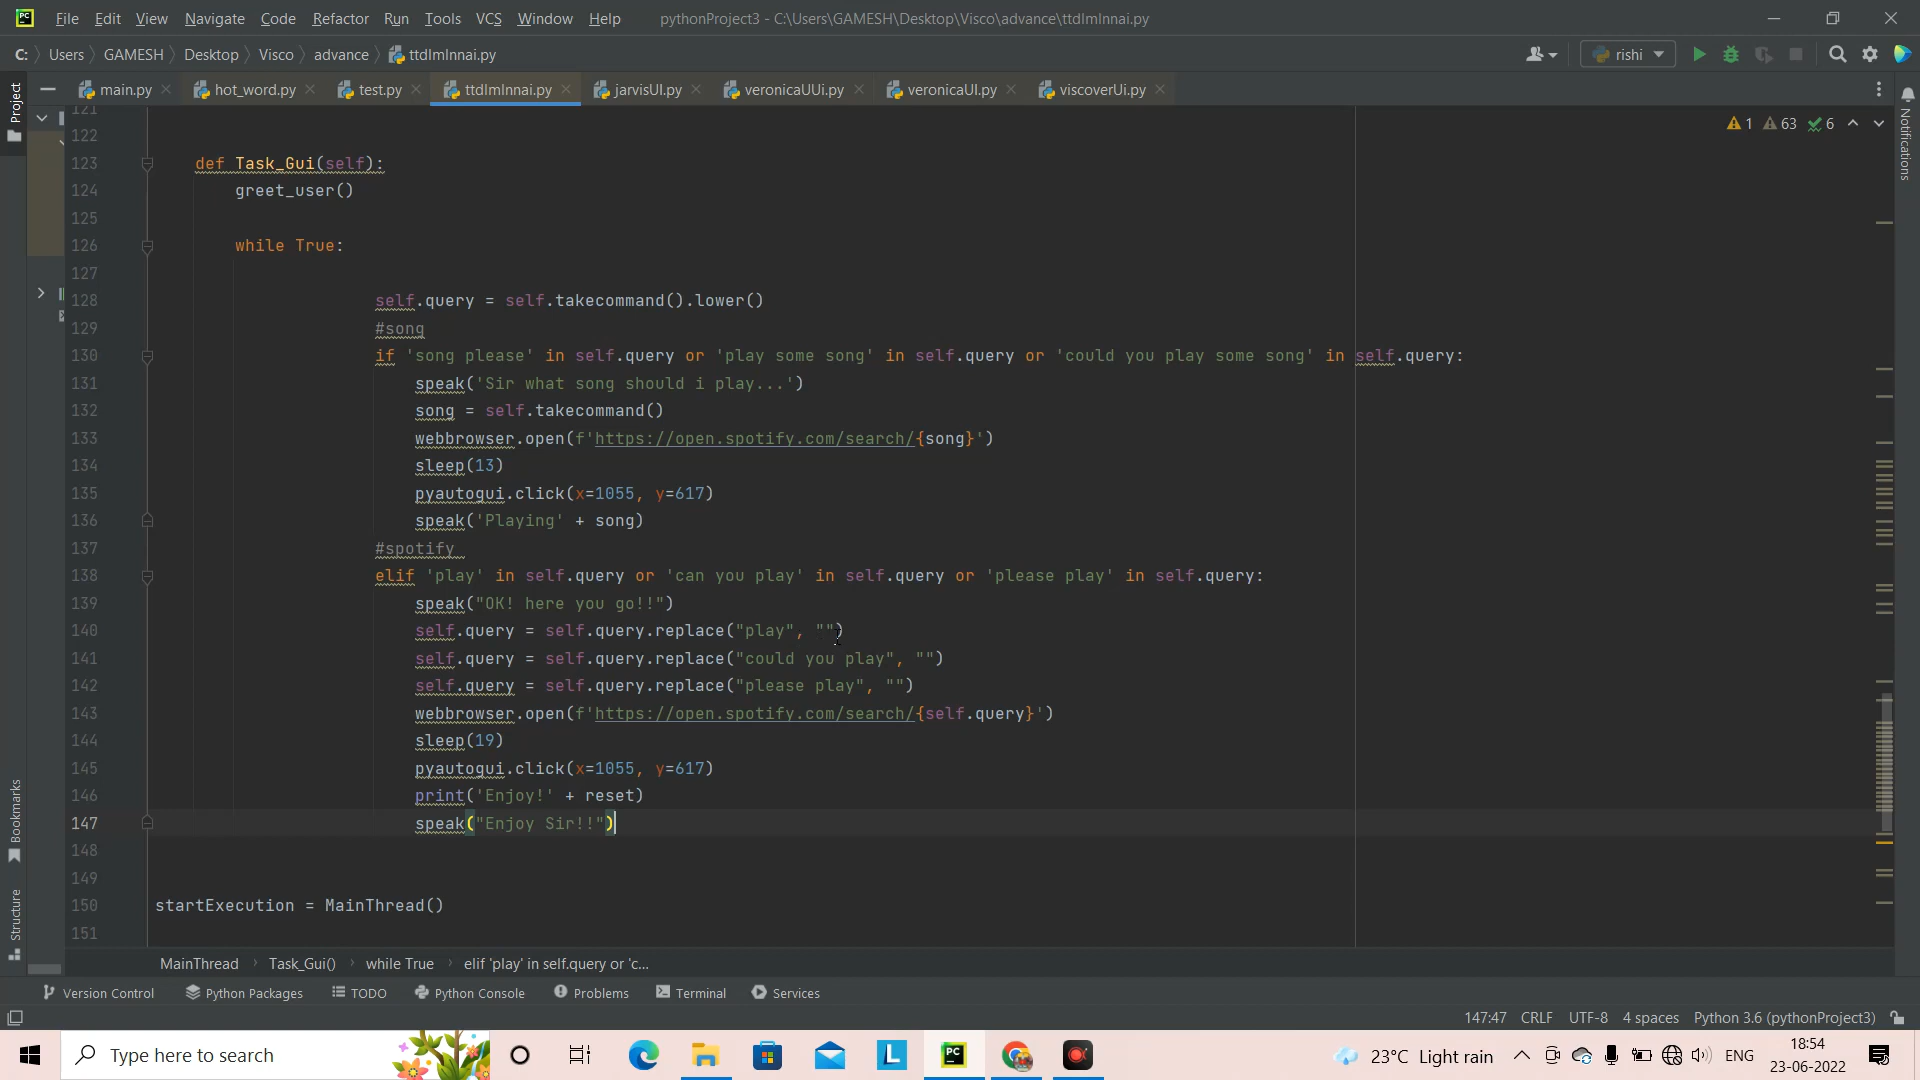 File Edit View Navigate Code Refactor Run Tools VCS Window Help pythonProject3 - C:\Users\GAMESH\Desktop\Visco\advance\ttdlmlnnai.py
C: Users GAMESH Desktop Visco advance ttdlmlnnai.py rishi
main.py hot_word.py test.py ttdlmlnnai.py jarvisUI.py veronicaUUi.py veronicaUI.py viscoverUi.py
Project
Notifications
121 1 63 6
122
123 def Task_Gui(self):
124 greet_user()
125
126 while True:
127
128 self.query = self.takecommand().lower()
129 #song
130 if 'song please' in self.query or 'play some song' in self.query or 'could you play some song' in self.query:
131 speak('Sir what song should i play...')
132 song = self.takecommand()
133 webbrowser.open(f'https://open.spotify.com/search/{song}')
134 sleep(13)
135 pyautogui.click(x=1055, y=617)
136 speak('Playing' + song)
137 #spotify
138 elif 'play' in self.query or 'can you play' in self.query or 'please play' in self.query:
139 speak("OK! here you go!!")
140 self.query = self.query.replace("play", "")
141 self.query = self.query.replace("could you play", "")
142 self.query = self.query.replace("please play", "")
143 webbrowser.open(f'https://open.spotify.com/search/{self.query}')
144 sleep(19)
145 pyautogui.click(x=1055, y=617)
146 print('Enjoy!' + reset)
147 speak("Enjoy Sir!!")
148
149
150 startExecution = MainThread()
151
Bookmarks
Structure
MainThread Task_Gui() while True elif 'play' in self.query or 'c...
Version Control Python Packages TODO Python Console Problems Terminal Services
147:47 CRLF UTF-8 4 spaces Python 3.6 (pythonProject3)
Type here to search L PC 23°C Light rain ENG 18:54
23-06-2022